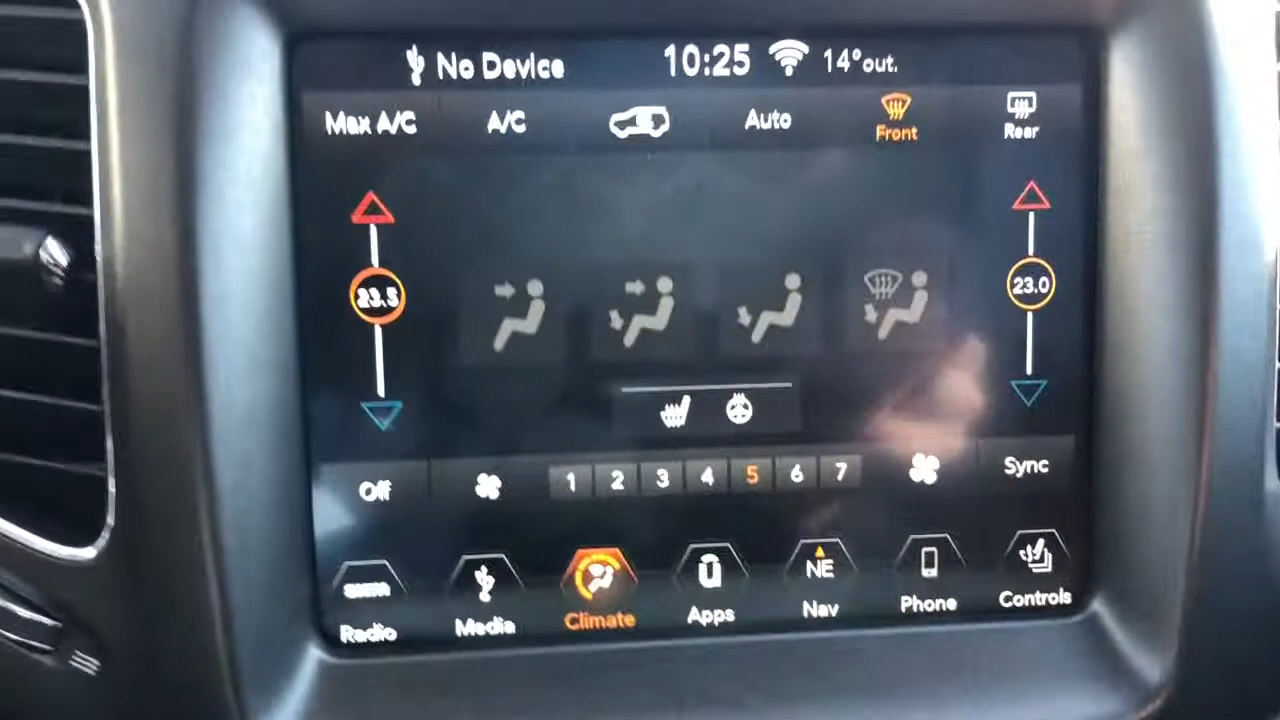 No Device 10:25 14°out.
Max A/C A/C Auto Front Rear
23.5 23.0
Off 1 2 3 4 5 6 7 Sync
NE
Radio Media Climate Apps Nav Phone Controls